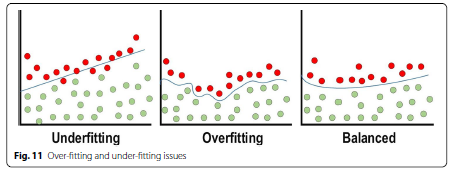 Underfitting Overfitting Balanced
Fig. 11 Over-fitting and under-fitting issues